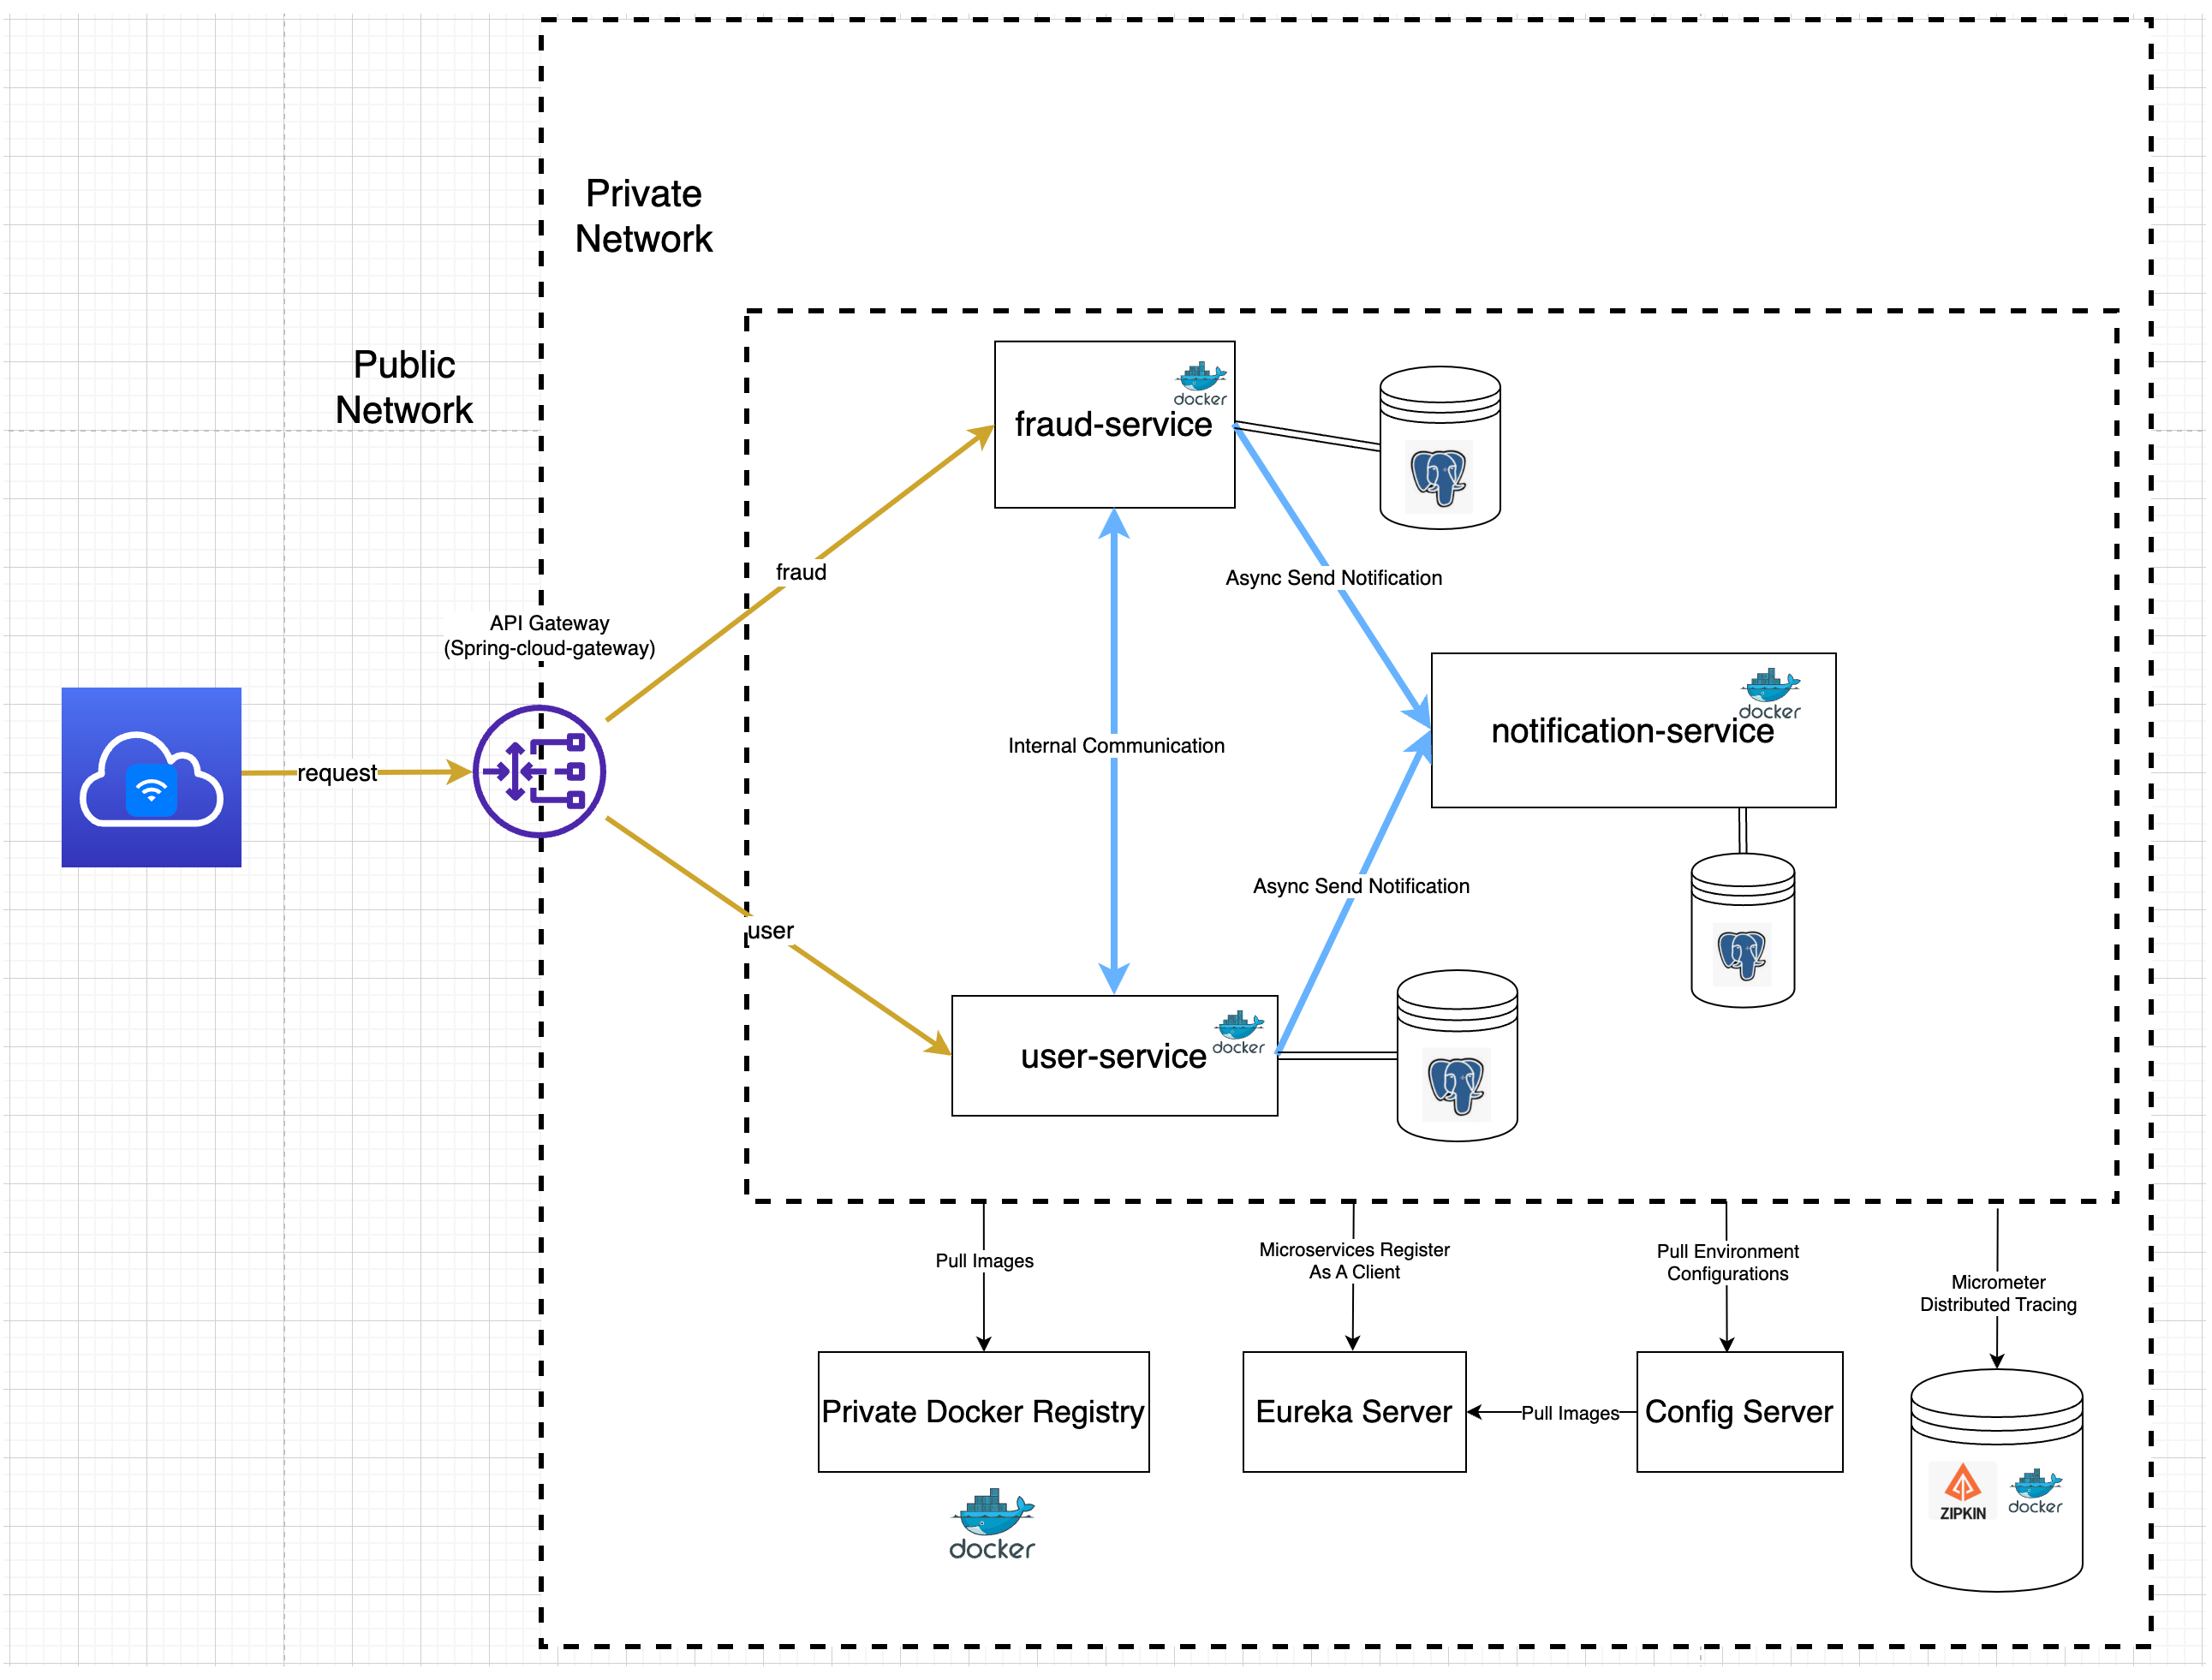 Private
Network
Public
Network
docker
fraud-service
fraud
Async Send Notification
API Gateway
(Spring-cloud-gateway)
docker
notification-service
request
Internal Communication
Async Send Notification
user
docker
user-service
Pull Images
Microservices Register
As A Client
Pull Environment
Configurations
Micrometer
Distributed Tracing
Private Docker Registry
Eureka Server
Pull Images
Config Server
ZIPKIN
docker
docker